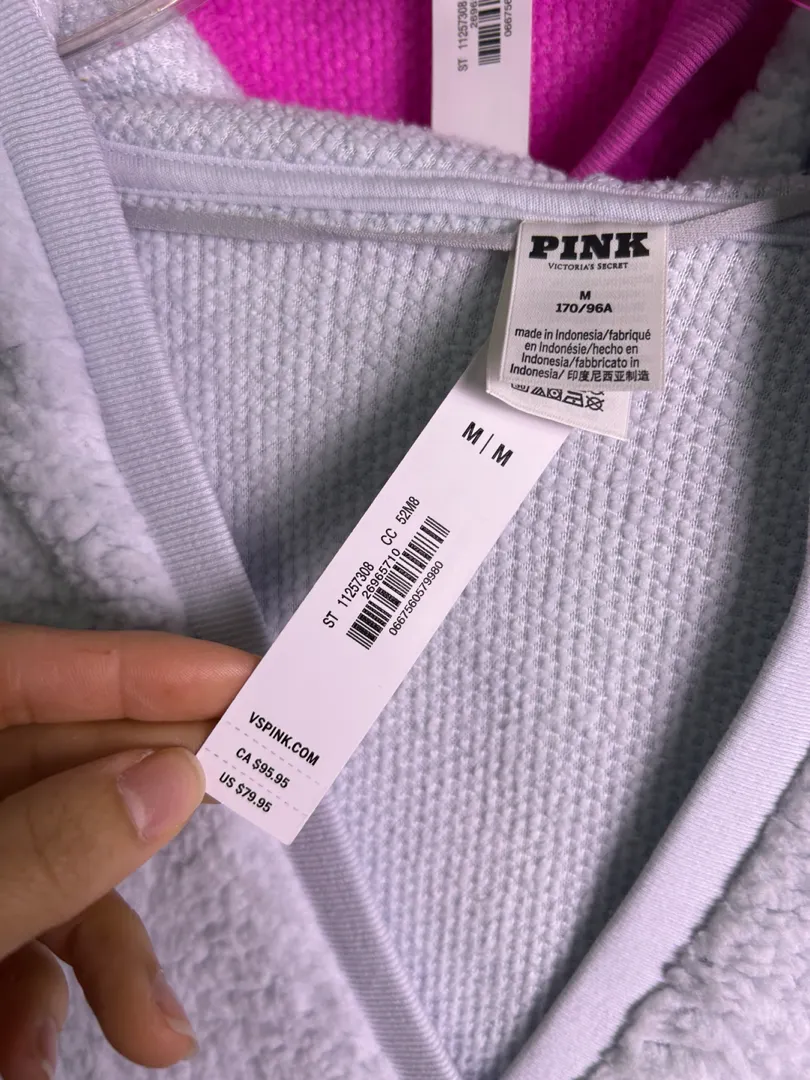 ST 11257308
PINK
VICTORIA'S SECRET
M
170/96A
made in Indonesia/fabriqué
en Indonésie/hecho en
Indonesia/fabbricato in
Indonesia/ 印度尼西亚制造
M | M
ST 11257308 CC 52M8
26965710
0667560579980
VSPINK.COM
CA $95.95
US $79.95